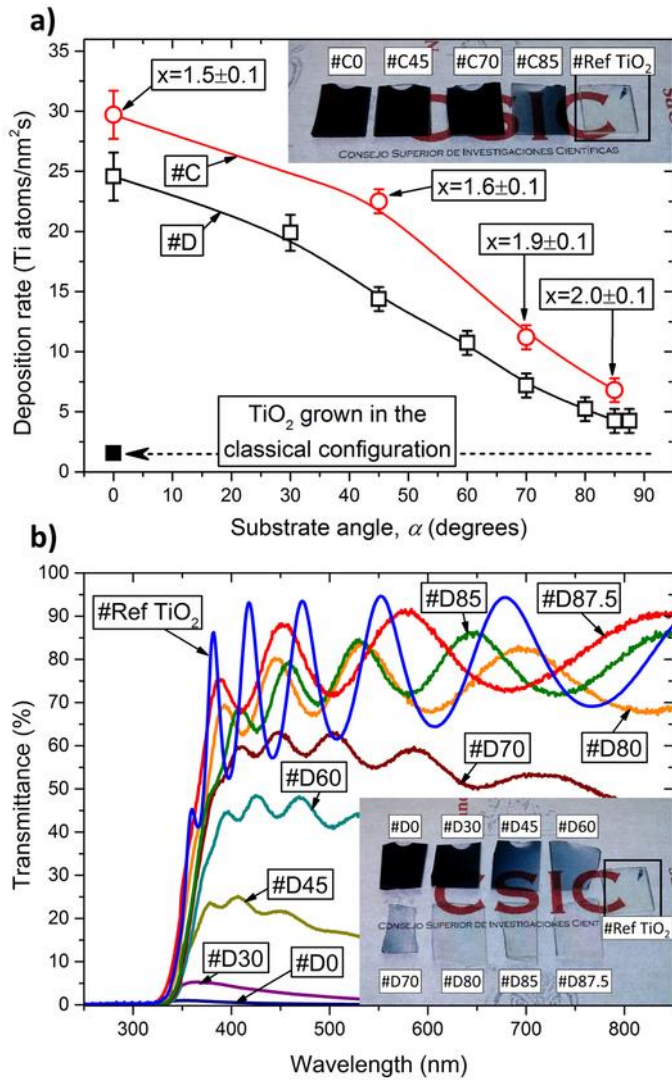 a)
35
30
25
20
15
10
5
0
Deposition rate (Ti atoms/nm²s)
x=1.5±0.1
#C
#D
x=1.6±0.1
x=1.9±0.1
x=2.0±0.1
#C0 #C45 #C70 #C85 #Ref TiO₂
CSIC
CONSEJO SUPERIOR DE INVESTIGACIONES CIENTÍFICAS
TiO₂ grown in the
classical configuration
0 10 20 30 40 50 60 70 80 90
Substrate angle, α (degrees)
b)
100
90
80
70
60
50
40
30
20
10
0
Transmittance (%)
#Ref TiO₂
#D85
#D87.5
#D80
#D70
#D60
#D45
#D30
#D0
#D0 #D30 #D45 #D60
CSIC
CONSEJO SUPERIOR DE INVESTIGACIONES CIENT
#Ref TiO₂
#D70 #D80 #D85 #D87.5
300 400 500 600 700 800
Wavelength (nm)